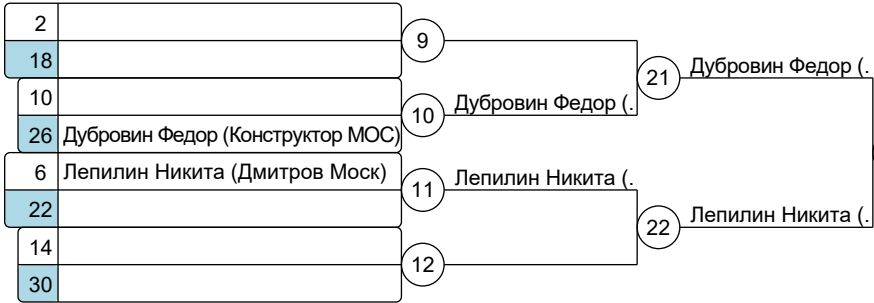 2
9
18
21 Дубровин Федор (.
10
10 Дубровин Федор (.
26 Дубровин Федор (Конструктор МОС)
6 Лепилин Никита (Дмитров Моск)
11 Лепилин Никита (.
22
22 Лепилин Никита (.
14
12
30